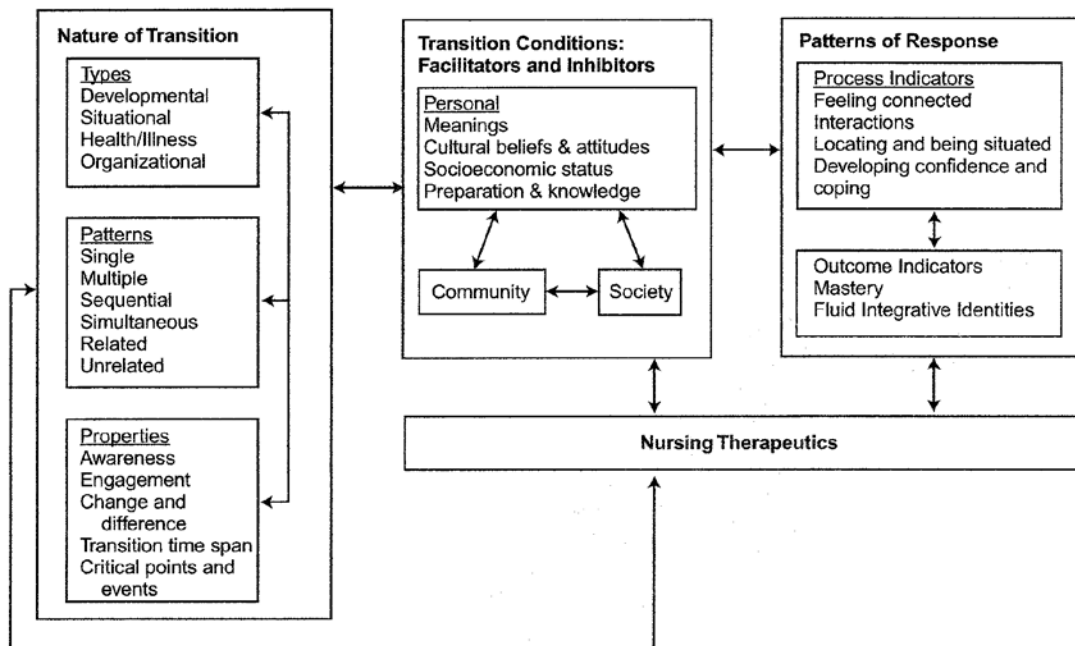 Nature of Transition
Types
Developmental
Situational
Health/Illness
Organizational
Patterns
Single
Multiple
Sequential
Simultaneous
Related
Unrelated
Properties
Awareness
Engagement
Change and
difference
Transition time span
Critical points and
events
Transition Conditions:
Facilitators and Inhibitors
Personal
Meanings
Cultural beliefs & attitudes
Socioeconomic status
Preparation & knowledge
Community
Society
Patterns of Response
Process Indicators
Feeling connected
Interactions
Locating and being situated
Developing confidence and
coping
Outcome Indicators
Mastery
Fluid Integrative Identities
Nursing Therapeutics